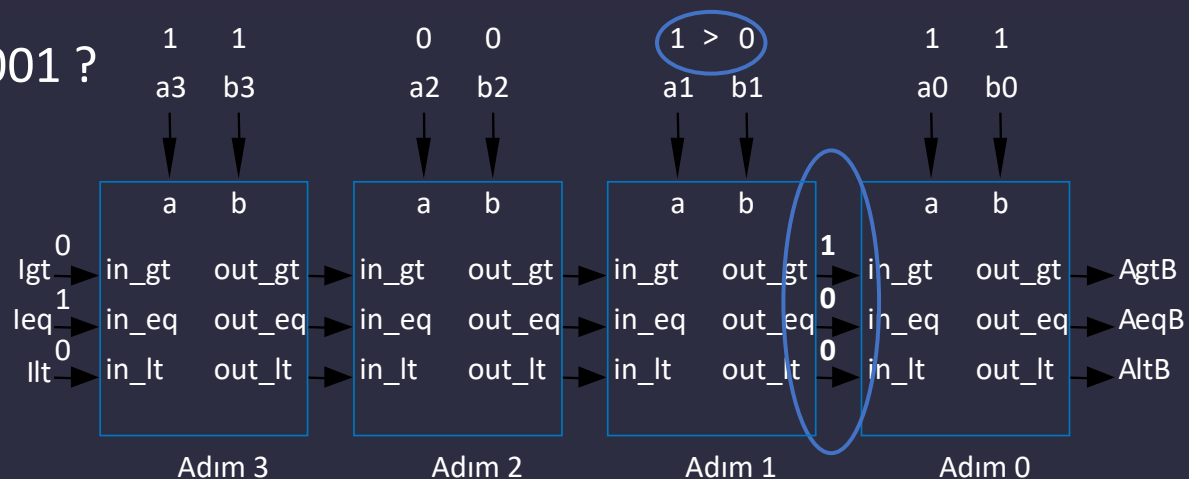 001 ?
1 1 0 0 1 > 0 1 1
a3 b3 a2 b2 a1 b1 a0 b0
a b a b a b a b
0 1
Igt in_gt out_gt in_gt out_gt in_gt out_gt in_gt out_gt AgtB
1 0
Ieq in_eq out_eq in_eq out_eq in_eq out_eq in_eq out_eq AeqB
0 0
Ilt in_lt out_lt in_lt out_lt in_lt out_lt in_lt out_lt AltB
Adım 3 Adım 2 Adım 1 Adım 0